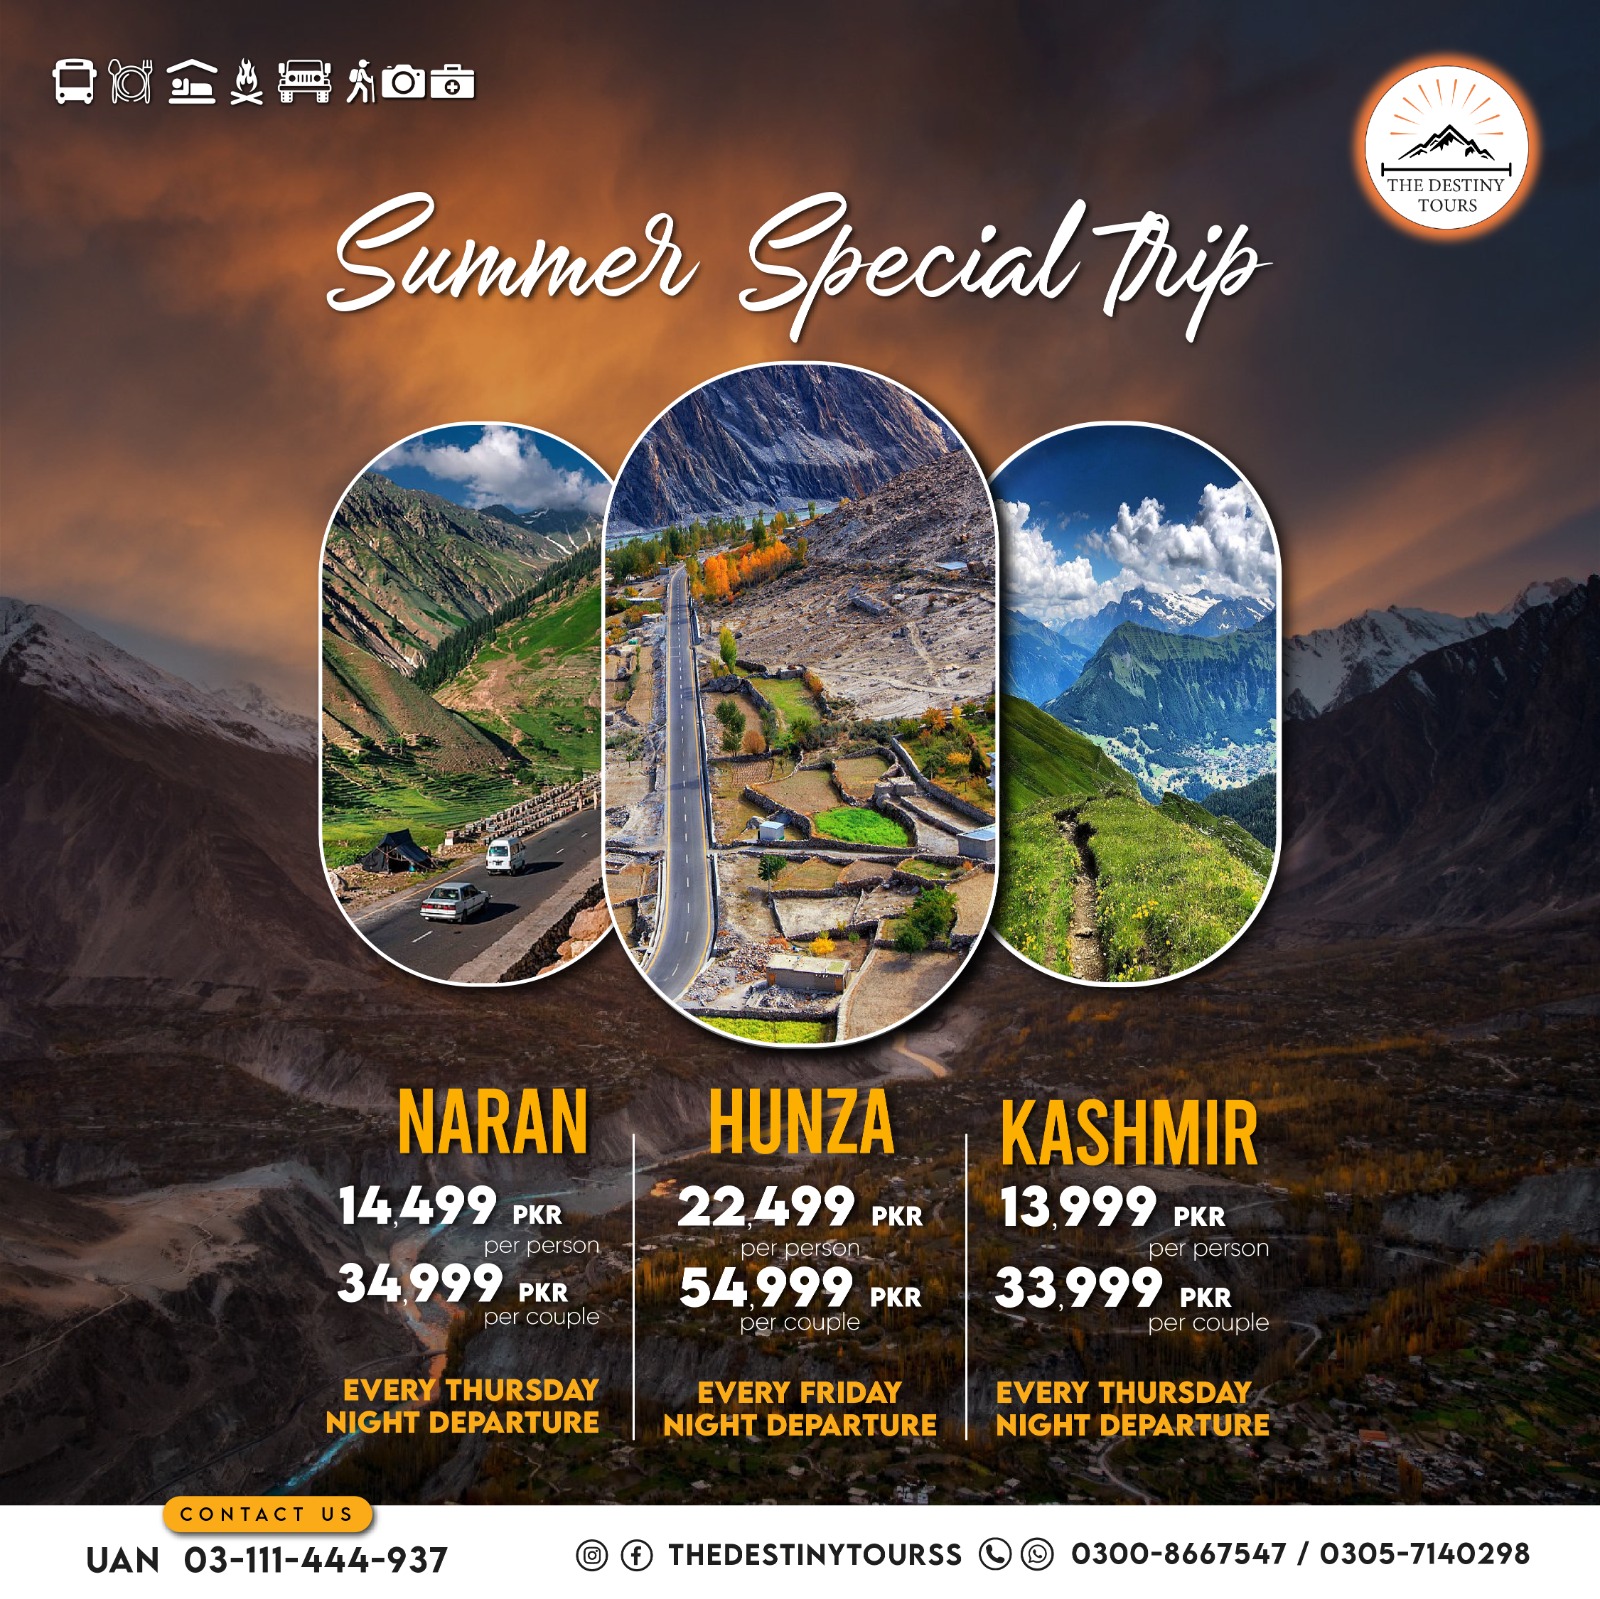 THE DESTINY
TOURS
Summer Special Trip
NARAN
14,499 PKR
per person
34,999 PKR
per couple
EVERY THURSDAY
NIGHT DEPARTURE
HUNZA
22,499 PKR
per person
54,999 PKR
per couple
EVERY FRIDAY
NIGHT DEPARTURE
KASHMIR
13,999 PKR
per person
33,999 PKR
per couple
EVERY THURSDAY
NIGHT DEPARTURE
CONTACT US
UAN 03-111-444-937
THEDESTINYTOURSS
0300-8667547 / 0305-7140298